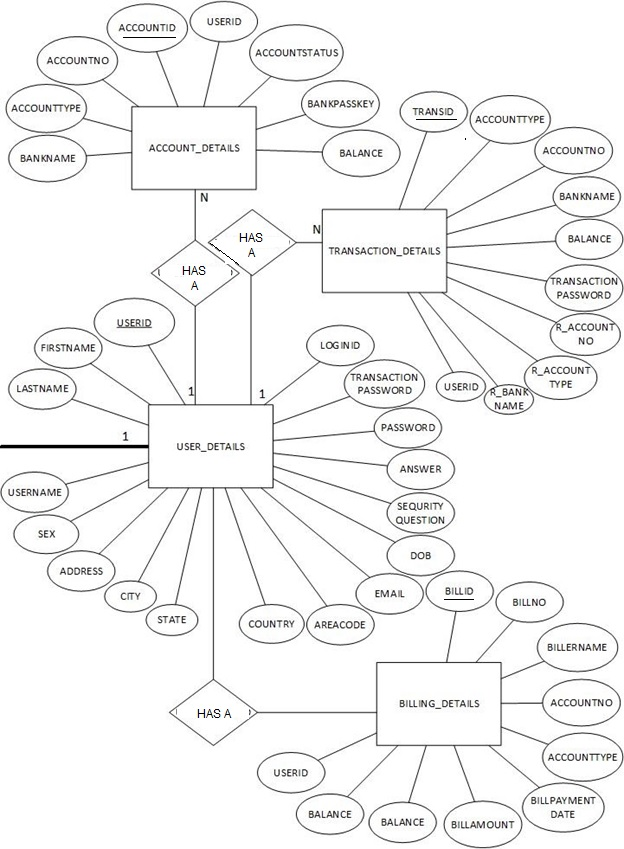 ACCOUNTID
USERID
ACCOUNTNO
ACCOUNTSTATUS
ACCOUNTTYPE
BANKPASSKEY
BANKNAME
ACCOUNT_DETAILS
BALANCE
N
TRANSID
ACCOUNTTYPE
ACCOUNTNO
BANKNAME
BALANCE
TRANSACTION
PASSWORD
R_ACCOUNT
NO
R_ACCOUNT
TYPE
R_BANK
NAME
USERID
TRANSACTION_DETAILS
N
HAS
A
HAS
A
1
1
USERID
FIRSTNAME
LASTNAME
1
USER_DETAILS
LOGINID
TRANSACTION
PASSWORD
PASSWORD
ANSWER
SEQURITY
QUESTION
DOB
EMAIL
AREACODE
COUNTRY
STATE
CITY
ADDRESS
SEX
USERNAME
HAS A
BILLID
BILLNO
BILLERNAME
ACCOUNTNO
ACCOUNTTYPE
BILLPAYMENT
DATE
BILLAMOUNT
BALANCE
BALANCE
USERID
BILLING_DETAILS